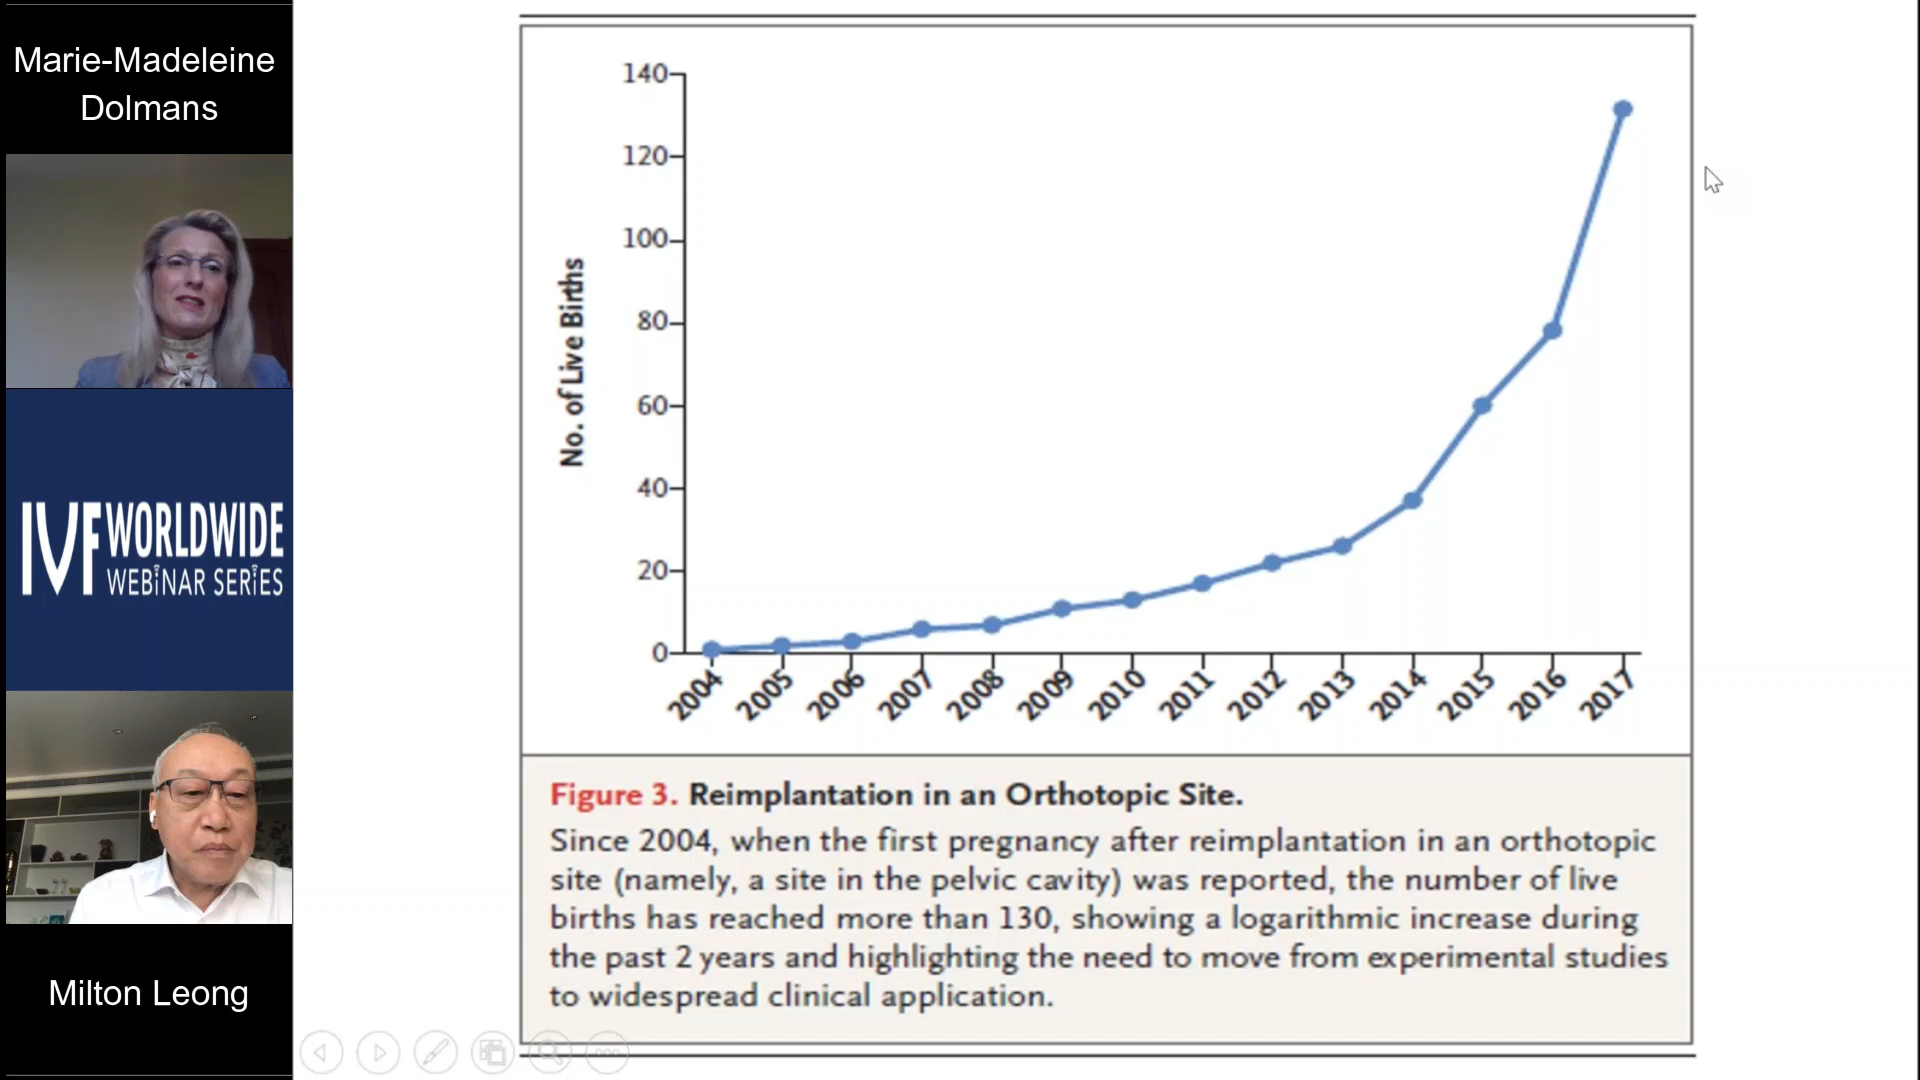 Marie-Madeleine
Dolmans
IVF WORLDWIDE
WEBiNAR SERiES
Milton Leong
140
120
100
80
60
40
20
0
No. of Live Births
2004
2005
2006
2007
2008
2009
2010
2011
2012
2013
2014
2015
2016
2017
Figure 3. Reimplantation in an Orthotopic Site.
Since 2004, when the first pregnancy after reimplantation in an orthotopic
site (namely, a site in the pelvic cavity) was reported, the number of live
births has reached more than 130, showing a logarithmic increase during
the past 2 years and highlighting the need to move from experimental studies
to widespread clinical application.